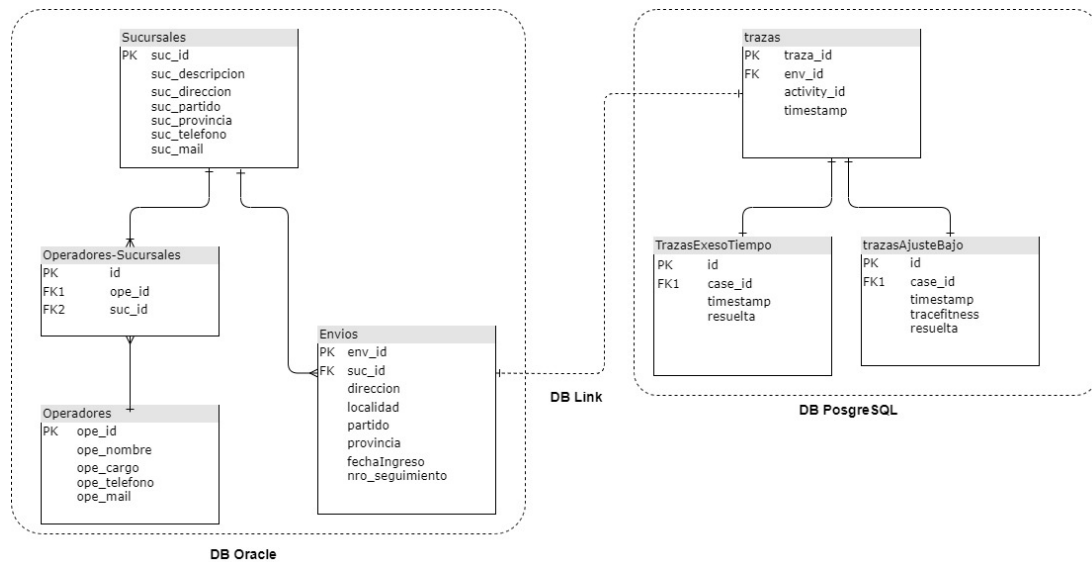 Sucursales
PK suc_id
suc_descripcion
suc_direccion
suc_partido
suc_provincia
suc_telefono
suc_mail
Operadores-Sucursales
PK id
FK1 ope_id
FK2 suc_id
Operadores
PK ope_id
ope_nombre
ope_cargo
ope_telefono
ope_mail
Envios
PK env_id
FK suc_id
direccion
localidad
partido
provincia
fechaIngreso
nro_seguimiento
DB Oracle
DB Link
trazas
PK traza_id
FK env_id
activity_id
timestamp
TrazasExesoTiempo
PK id
FK1 case_id
timestamp
resuelta
trazasAjusteBajo
PK id
FK1 case_id
timestamp
tracefitness
resuelta
DB PosgreSQL